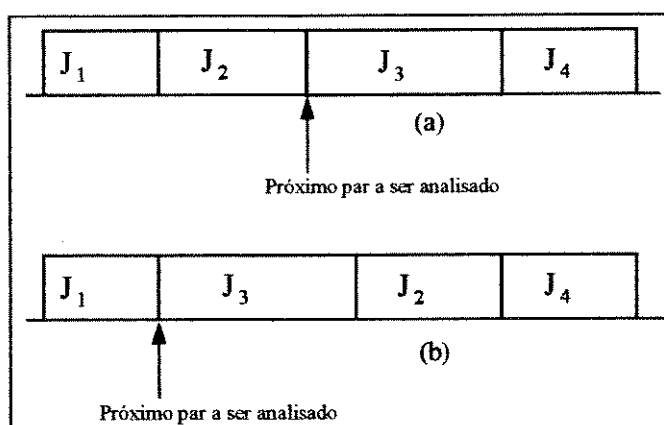 J₁ J₂ J₃ J₄
(a)
Próximo par a ser analisado
J₁ J₃ J₂ J₄
(b)
Próximo par a ser analisado